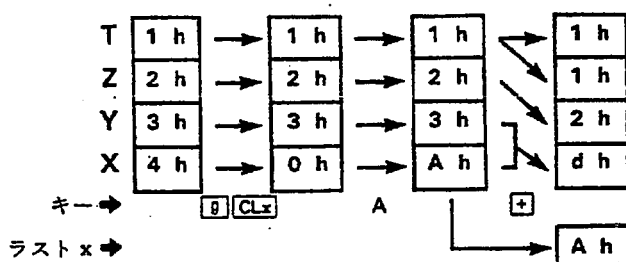 T 1 h 1 h 1 h 1 h
Z 2 h 2 h 2 h 1 h
Y 3 h 3 h 3 h 2 h
X 4 h 0 h A h d h
キー g CLx A +
ラスト x A h